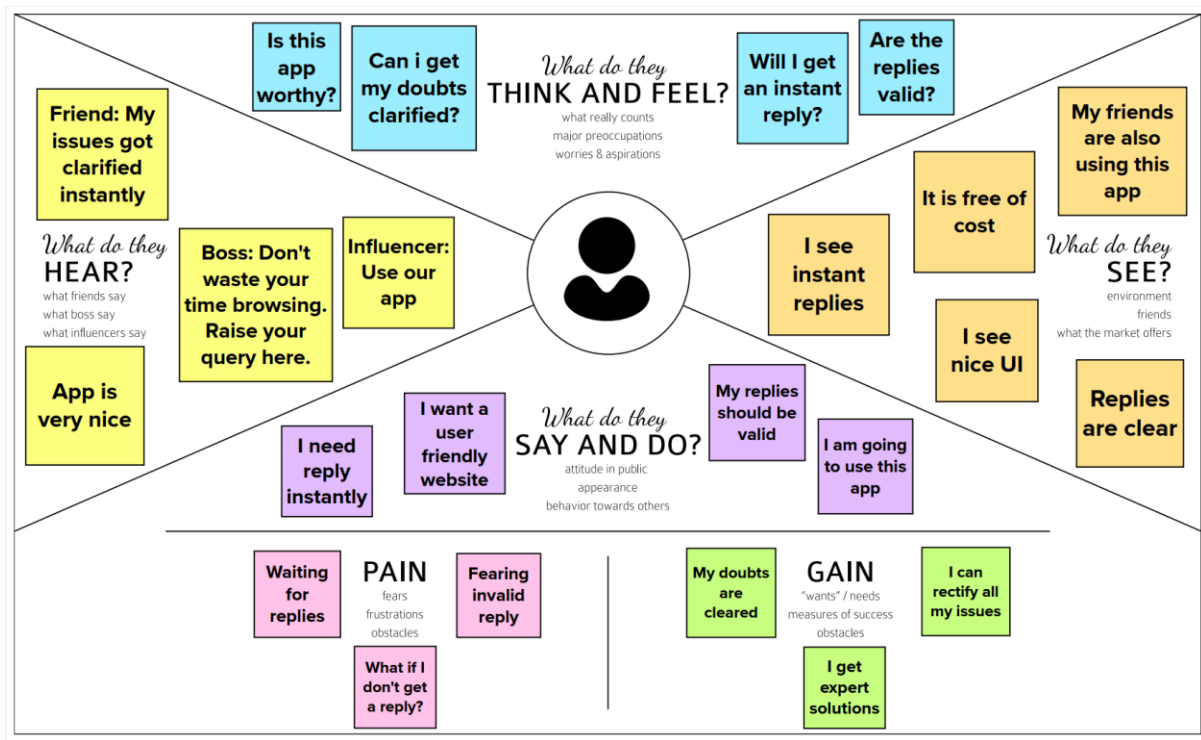 Is this
app
worthy?
Can i get
my doubts
clarified?
What do they
THINK AND FEEL?
what really counts
major preoccupations
worries & aspirations
Will I get
an instant
reply?
Are the
replies
valid?
Friend: My
issues got
clarified
instantly
What do they
HEAR?
what friends say
what boss say
what influencers say
Boss: Don't
waste your
time browsing.
Raise your
query here.
Influencer:
Use our
app
App is
very nice
My friends
are also
using this
app
It is free of
cost
I see
instant
replies
What do they
SEE?
environment
friends
what the market offers
I see
nice UI
Replies
are clear
I need
reply
instantly
I want a
user
friendly
website
What do they
SAY AND DO?
attitude in public
appearance
behavior towards others
My replies
should be
valid
I am going
to use this
app
Waiting
for
replies
PAIN
fears
frustrations
obstacles
Fearing
invalid
reply
What if I
don't get
a reply?
My doubts
are
cleared
GAIN
"wants" / needs
measures of success
obstacles
I can
rectify all
my issues
I get
expert
solutions